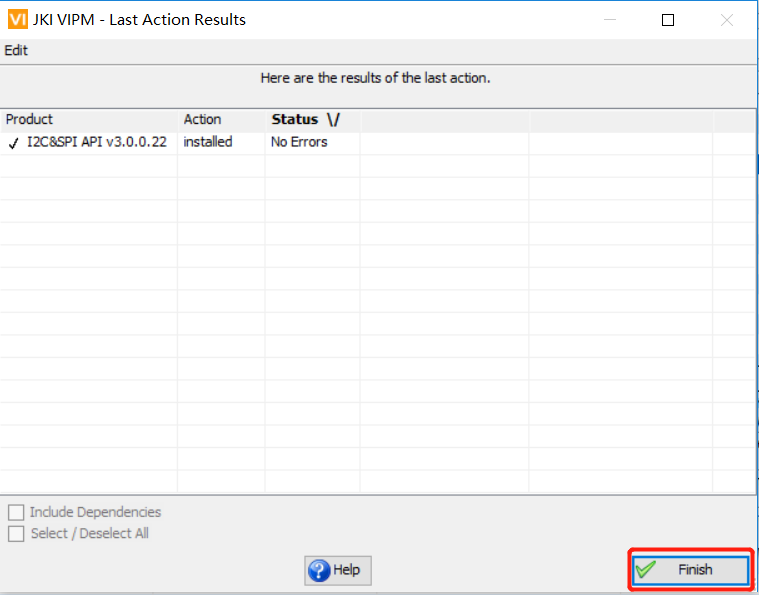 VI JKI VIPM - Last Action Results
Edit
Here are the results of the last action.
Product Action Status \/
I2C&SPI API v3.0.0.22 installed No Errors
Include Dependencies
Select / Deselect All
? Help Finish